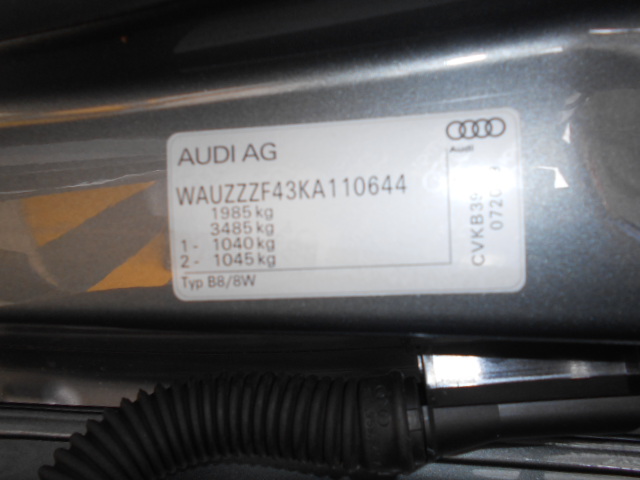 AUDI AG
Audi
WAUZZZF43KA110644
1985 kg
3485 kg
1 - 1040 kg
2 - 1045 kg
Typ B8/8W